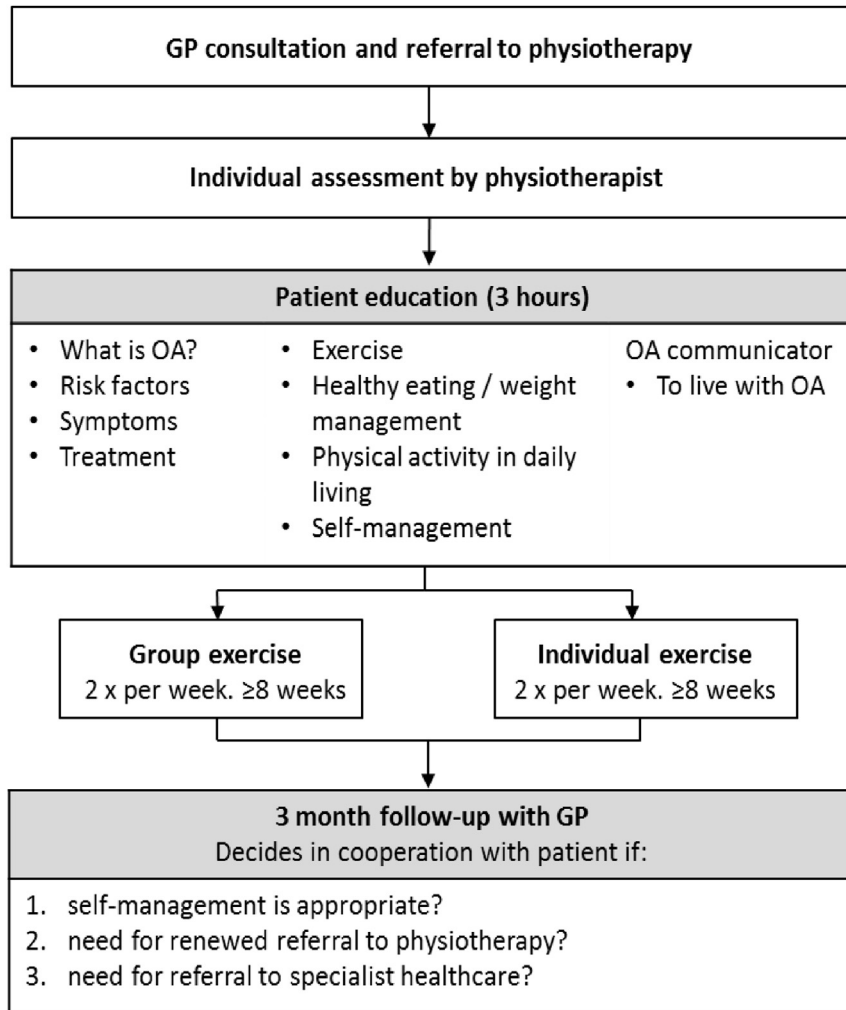 GP consultation and referral to physiotherapy
Individual assessment by physiotherapist
Patient education (3 hours)
• What is OA?
• Risk factors
• Symptoms
• Treatment
• Exercise
• Healthy eating / weight
management
• Physical activity in daily
living
• Self-management
OA communicator
• To live with OA
Group exercise
2 x per week. ≥8 weeks
Individual exercise
2 x per week. ≥8 weeks
3 month follow-up with GP
Decides in cooperation with patient if:
1. self-management is appropriate?
2. need for renewed referral to physiotherapy?
3. need for referral to specialist healthcare?